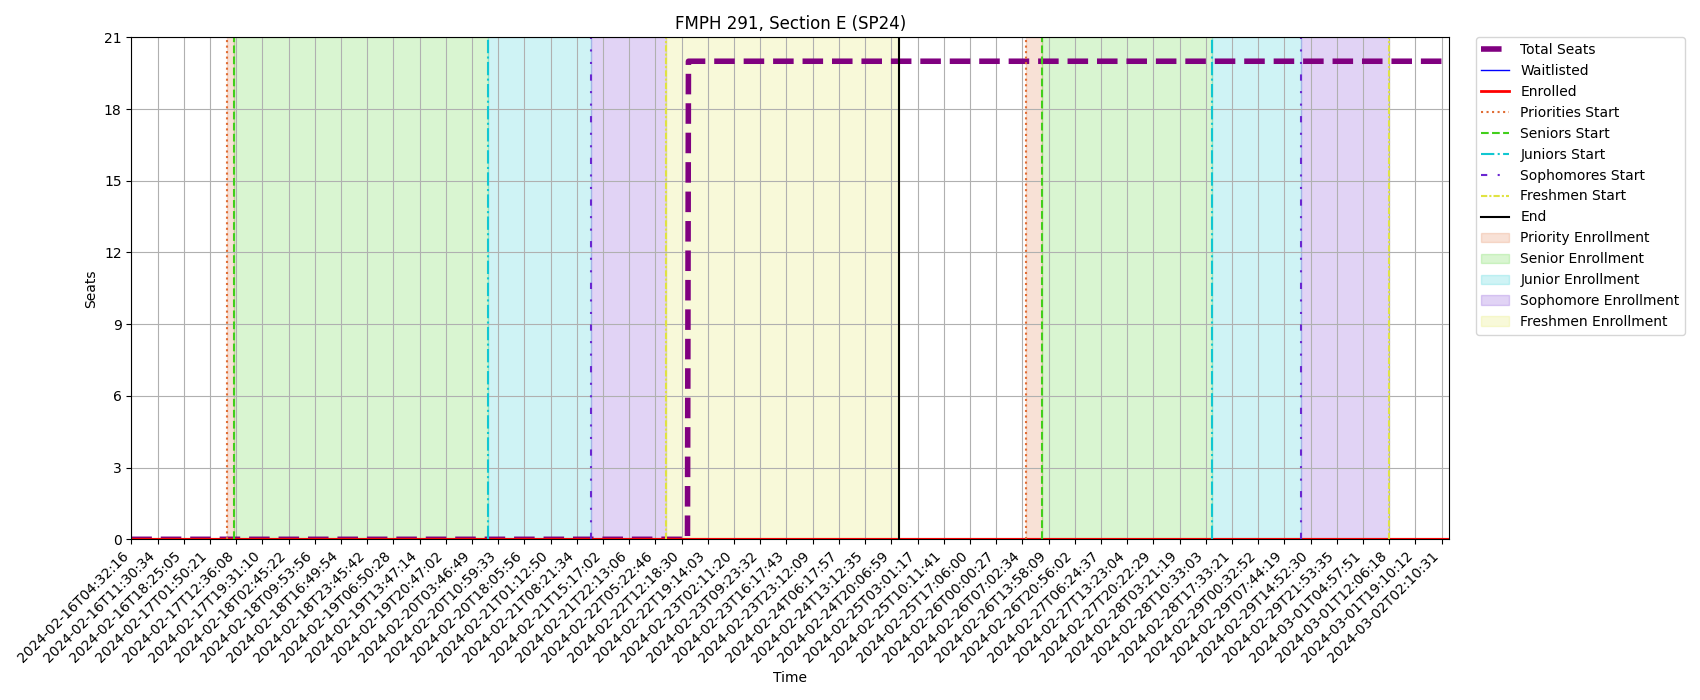 FMPH 291, Section E (SP24)
21
18
15
12
9
6
3
0
Seats
2024-02-16T04:32:16
2024-02-16T11:30:34
2024-02-16T18:25:05
2024-02-17T01:50:21
2024-02-17T12:36:08
2024-02-17T19:31:10
2024-02-18T02:45:22
2024-02-18T09:53:56
2024-02-18T16:49:54
2024-02-18T23:45:42
2024-02-19T06:50:28
2024-02-19T13:47:14
2024-02-19T20:47:02
2024-02-20T03:46:49
2024-02-20T10:59:33
2024-02-20T18:05:56
2024-02-21T01:12:50
2024-02-21T08:21:34
2024-02-21T15:17:02
2024-02-21T22:13:06
2024-02-22T05:22:46
2024-02-22T12:18:30
2024-02-22T19:14:03
2024-02-23T02:11:20
2024-02-23T09:23:32
2024-02-23T16:17:43
2024-02-23T23:12:09
2024-02-24T06:17:57
2024-02-24T13:12:35
2024-02-24T20:06:59
2024-02-25T03:01:17
2024-02-25T10:11:41
2024-02-25T17:06:00
2024-02-26T00:00:27
2024-02-26T07:02:34
2024-02-26T13:58:09
2024-02-26T20:56:02
2024-02-27T06:24:37
2024-02-27T13:23:04
2024-02-27T20:22:29
2024-02-28T03:21:19
2024-02-28T10:33:03
2024-02-28T17:33:21
2024-02-29T00:32:52
2024-02-29T07:44:19
2024-02-29T14:52:30
2024-02-29T21:53:35
2024-03-01T04:57:51
2024-03-01T12:06:18
2024-03-01T19:10:12
2024-03-02T02:10:31
Time
Total Seats
Waitlisted
Enrolled
Priorities Start
Seniors Start
Juniors Start
Sophomores Start
Freshmen Start
End
Priority Enrollment
Senior Enrollment
Junior Enrollment
Sophomore Enrollment
Freshmen Enrollment